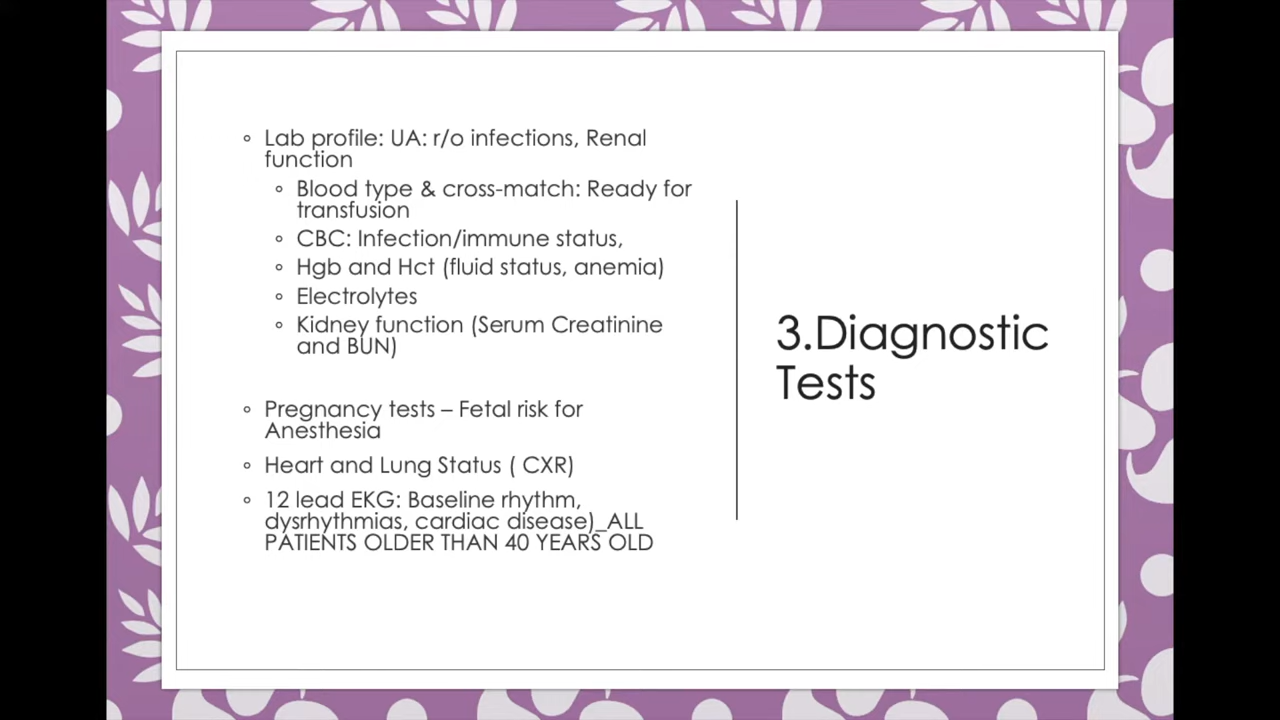 Lab profile: UA: r/o infections, Renal
function
Blood type & cross-match: Ready for
transfusion
CBC: Infection/immune status,
Hgb and Hct (fluid status, anemia)
Electrolytes
Kidney function (Serum Creatinine
and BUN)
Pregnancy tests – Fetal risk for
Anesthesia
Heart and Lung Status ( CXR)
12 lead EKG: Baseline rhythm,
dysrhythmias, cardiac disease)_ALL
PATIENTS OLDER THAN 40 YEARS OLD
3.Diagnostic
Tests